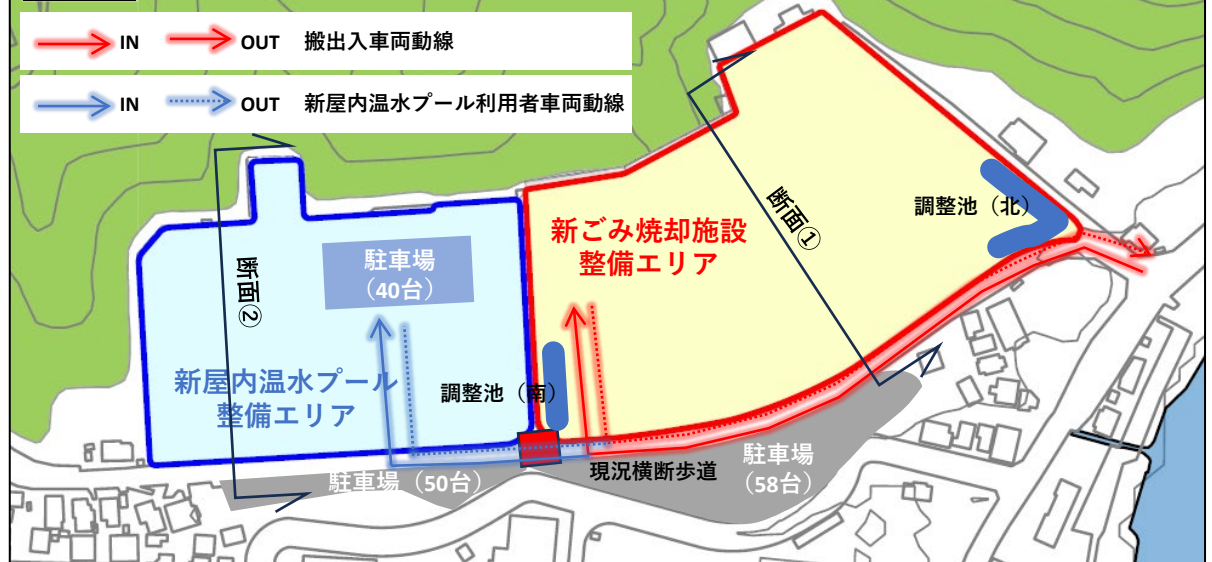 IN OUT 搬出入車両動線
IN OUT 新屋内温水プール利用者車両動線
断面①
調整池（北）
新ごみ焼却施設
整備エリア
駐車場
（40台）
断面②
新屋内温水プール
整備エリア
調整池（南）
現況横断歩道
駐車場
（58台）
駐車場（50台）